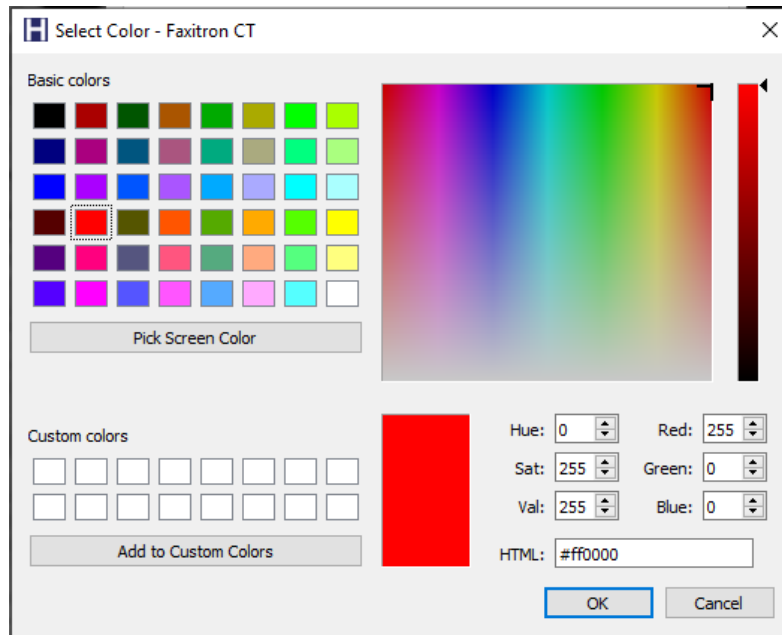 Select Color - Faxitron CT
Basic colors
Pick Screen Color
Custom colors
Add to Custom Colors
Hue: 0 Red: 255
Sat: 255 Green: 0
Val: 255 Blue: 0
HTML: #ff0000
OK Cancel